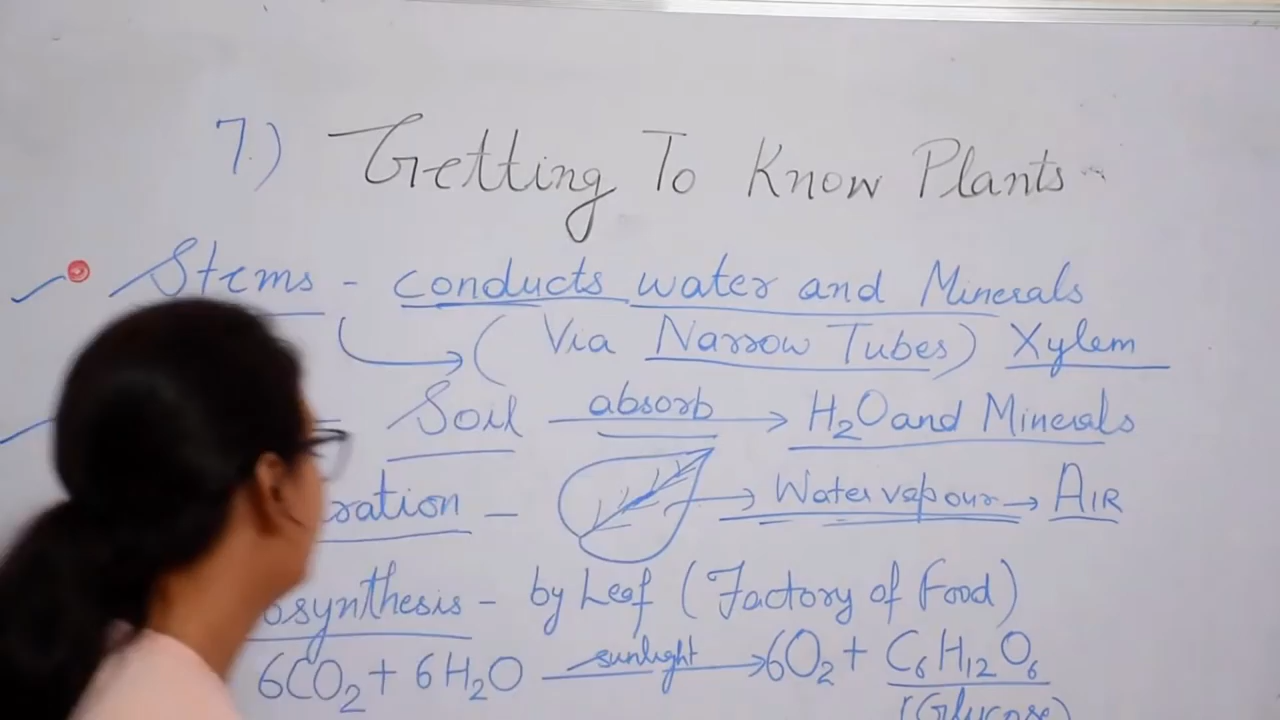 7.) Getting To Know Plants
Stems - conducts water and Minerals
(Via Narrow Tubes) Xylem
Soil absorb → H₂O and Minerals
ration - → Water vapour → AIR
osynthesis - by Leaf (Factory of Food)
6CO₂ + 6H₂O sunlight → 6O₂ + C₆H₁₂O₆
(Glucose)